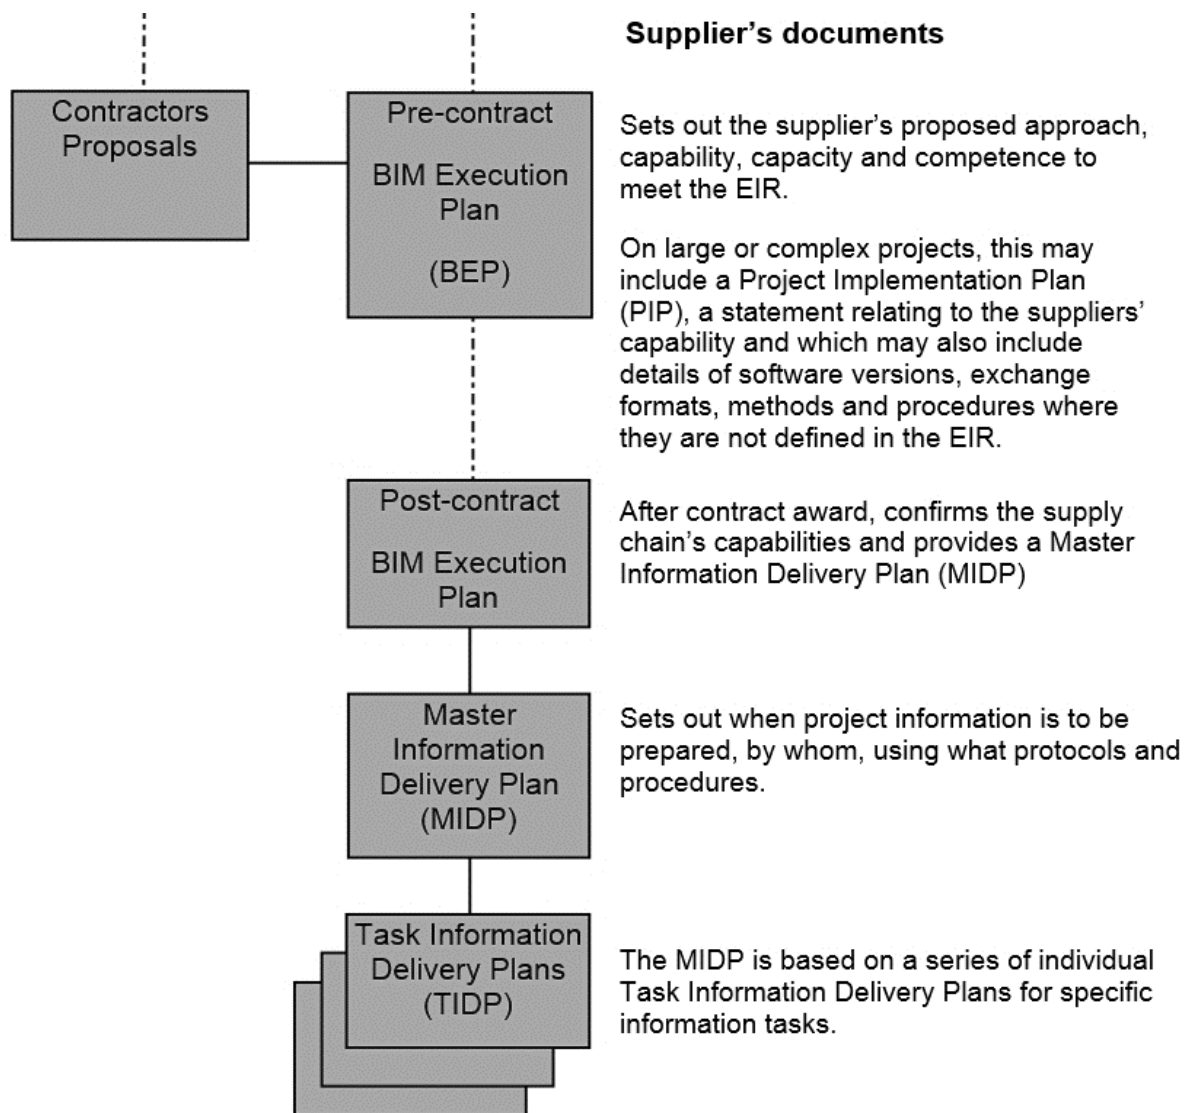 Supplier's documents
Contractors
Proposals
Pre-contract
BIM Execution
Plan
(BEP)
Sets out the supplier's proposed approach,
capability, capacity and competence to
meet the EIR.
On large or complex projects, this may
include a Project Implementation Plan
(PIP), a statement relating to the suppliers'
capability and which may also include
details of software versions, exchange
formats, methods and procedures where
they are not defined in the EIR.
Post-contract
BIM Execution
Plan
After contract award, confirms the supply
chain's capabilities and provides a Master
Information Delivery Plan (MIDP)
Master
Information
Delivery Plan
(MIDP)
Sets out when project information is to be
prepared, by whom, using what protocols and
procedures.
Task Information
Delivery Plans
(TIDP)
The MIDP is based on a series of individual
Task Information Delivery Plans for specific
information tasks.